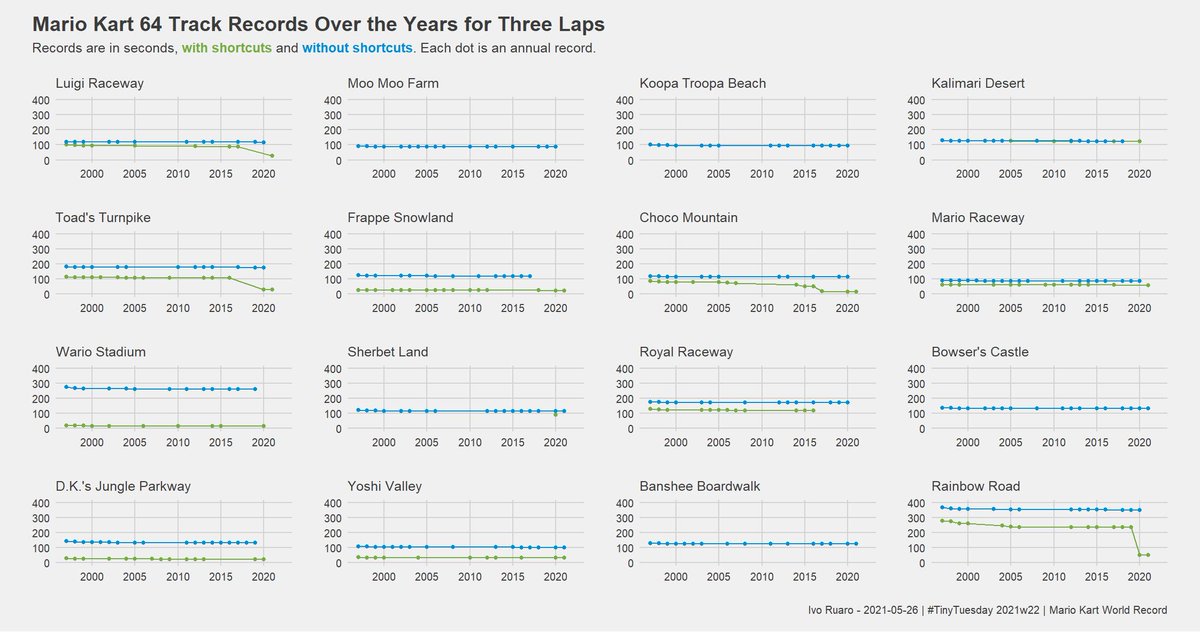 Mario Kart 64 Track Records Over the Years for Three Laps
Records are in seconds, with shortcuts and without shortcuts. Each dot is an annual record.
Luigi Raceway
400
300
200
100
0
2000 2005 2010 2015 2020
Moo Moo Farm
400
300
200
100
0
2000 2005 2010 2015 2020
Koopa Troopa Beach
400
300
200
100
0
2000 2005 2010 2015 2020
Kalimari Desert
400
300
200
100
0
2000 2005 2010 2015 2020
Toad's Turnpike
400
300
200
100
0
2000 2005 2010 2015 2020
Frappe Snowland
400
300
200
100
0
2000 2005 2010 2015 2020
Choco Mountain
400
300
200
100
0
2000 2005 2010 2015 2020
Mario Raceway
400
300
200
100
0
2000 2005 2010 2015 2020
Wario Stadium
400
300
200
100
0
2000 2005 2010 2015 2020
Sherbet Land
400
300
200
100
0
2000 2005 2010 2015 2020
Royal Raceway
400
300
200
100
0
2000 2005 2010 2015 2020
Bowser's Castle
400
300
200
100
0
2000 2005 2010 2015 2020
D.K.'s Jungle Parkway
400
300
200
100
0
2000 2005 2010 2015 2020
Yoshi Valley
400
300
200
100
0
2000 2005 2010 2015 2020
Banshee Boardwalk
400
300
200
100
0
2000 2005 2010 2015 2020
Rainbow Road
400
300
200
100
0
2000 2005 2010 2015 2020
Ivo Ruaro - 2021-05-26 | #TinyTuesday 2021w22 | Mario Kart World Record